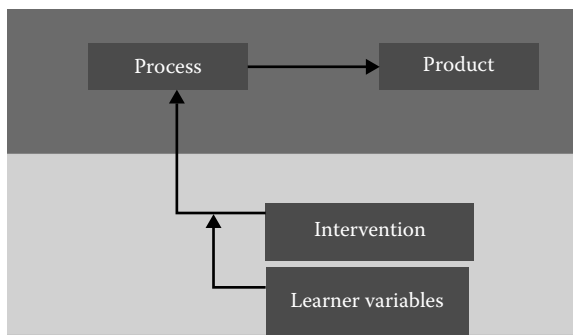 Process
Product
Intervention
Learner variables